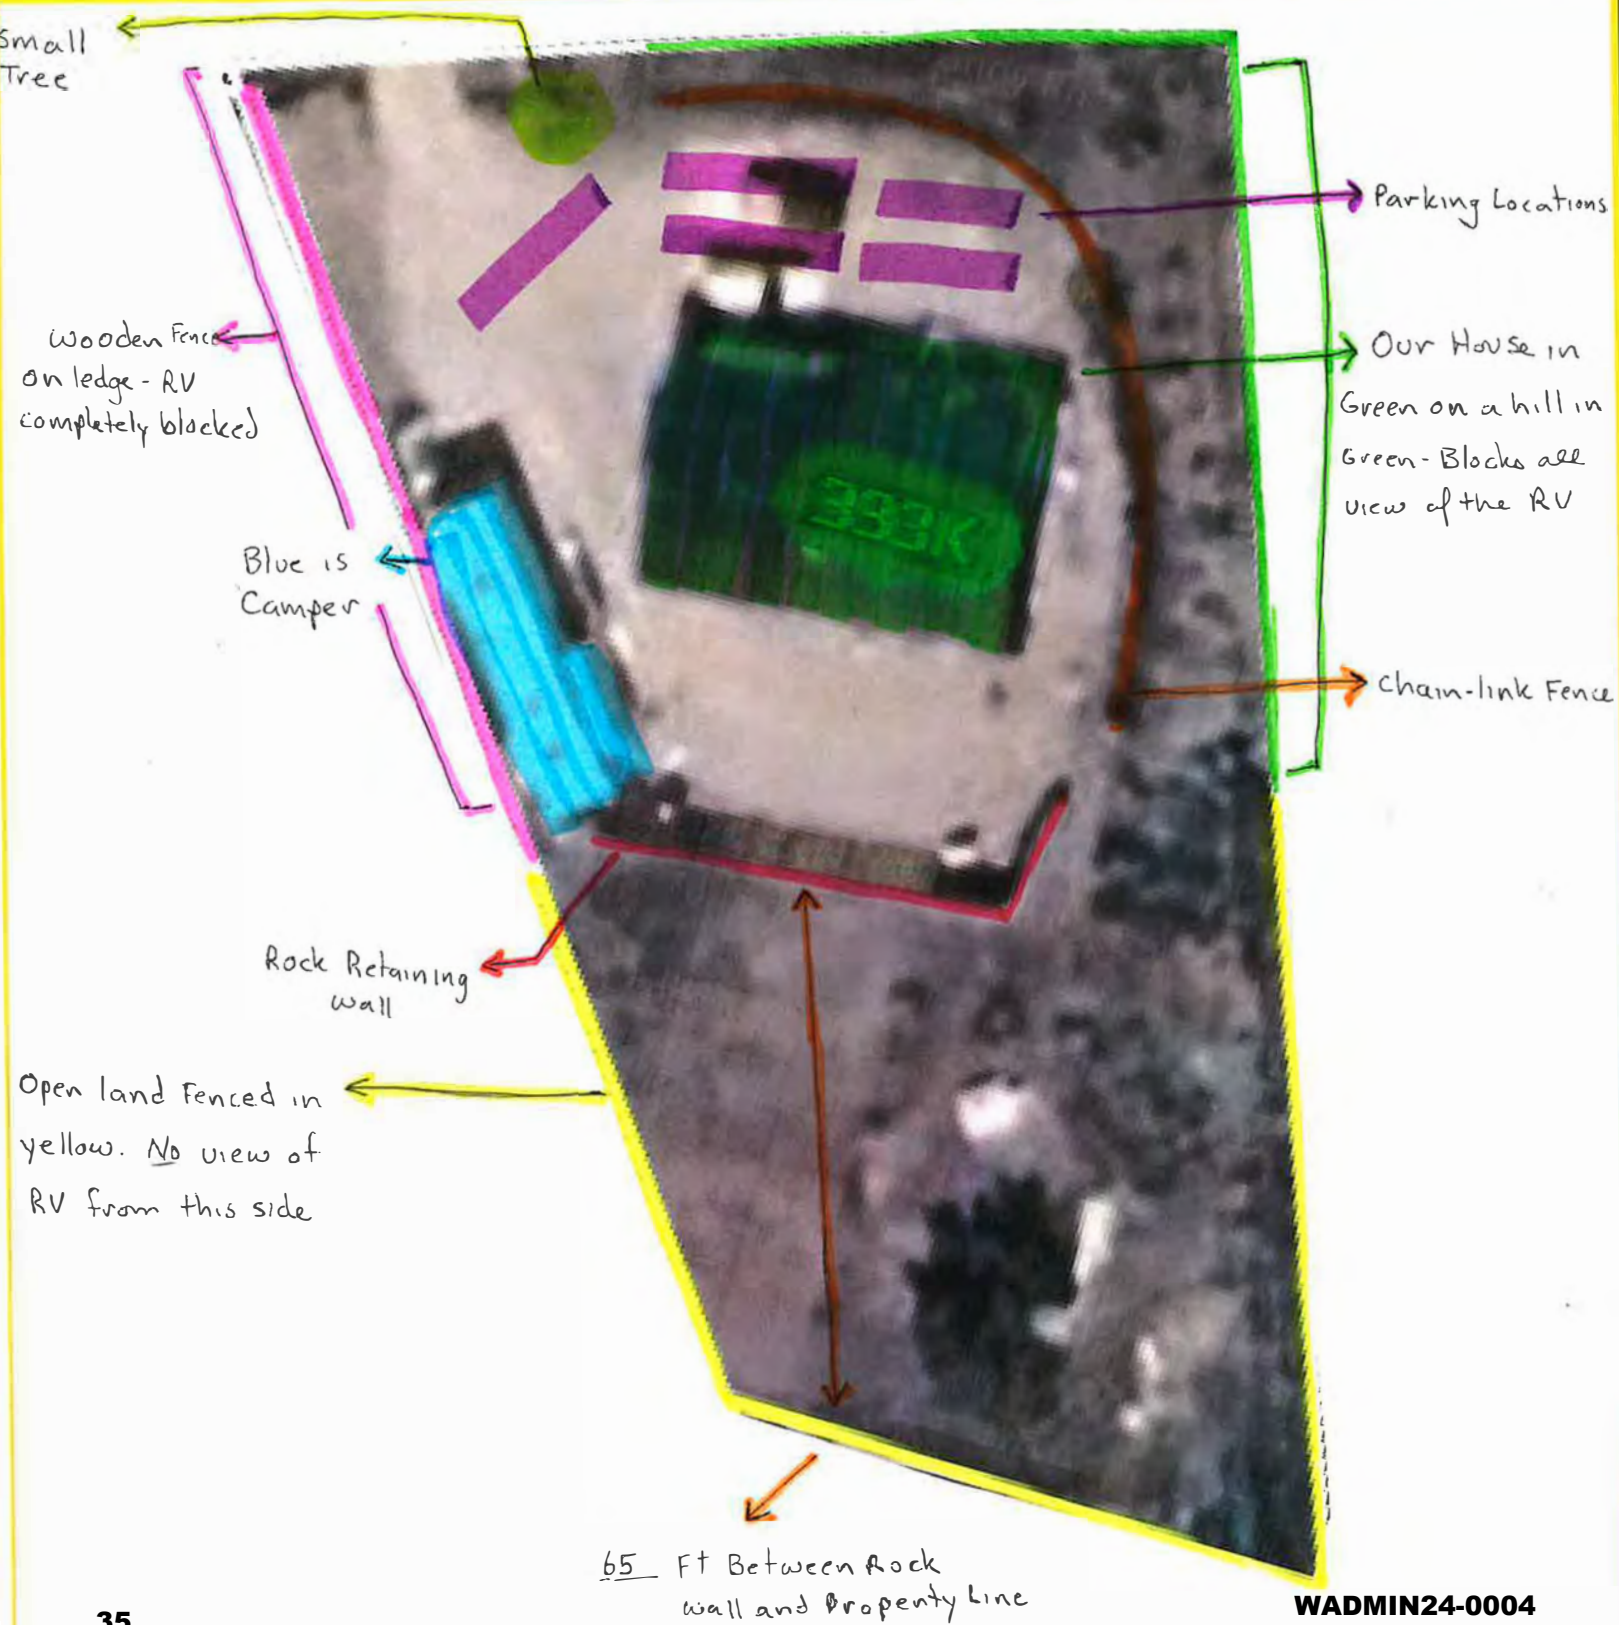 Small
Tree
Parking Locations
Wooden Fence
on ledge - RV
completely blocked
Our House in
Green on a hill in
Green - Blocks all
view of the RV
393K
Blue is
Camper
Chain-link Fence
Rock Retaining
wall
Open land Fenced in
yellow. No view of
RV from this side
65 Ft Between Rock
wall and Property Line
35
WADMIN24-0004